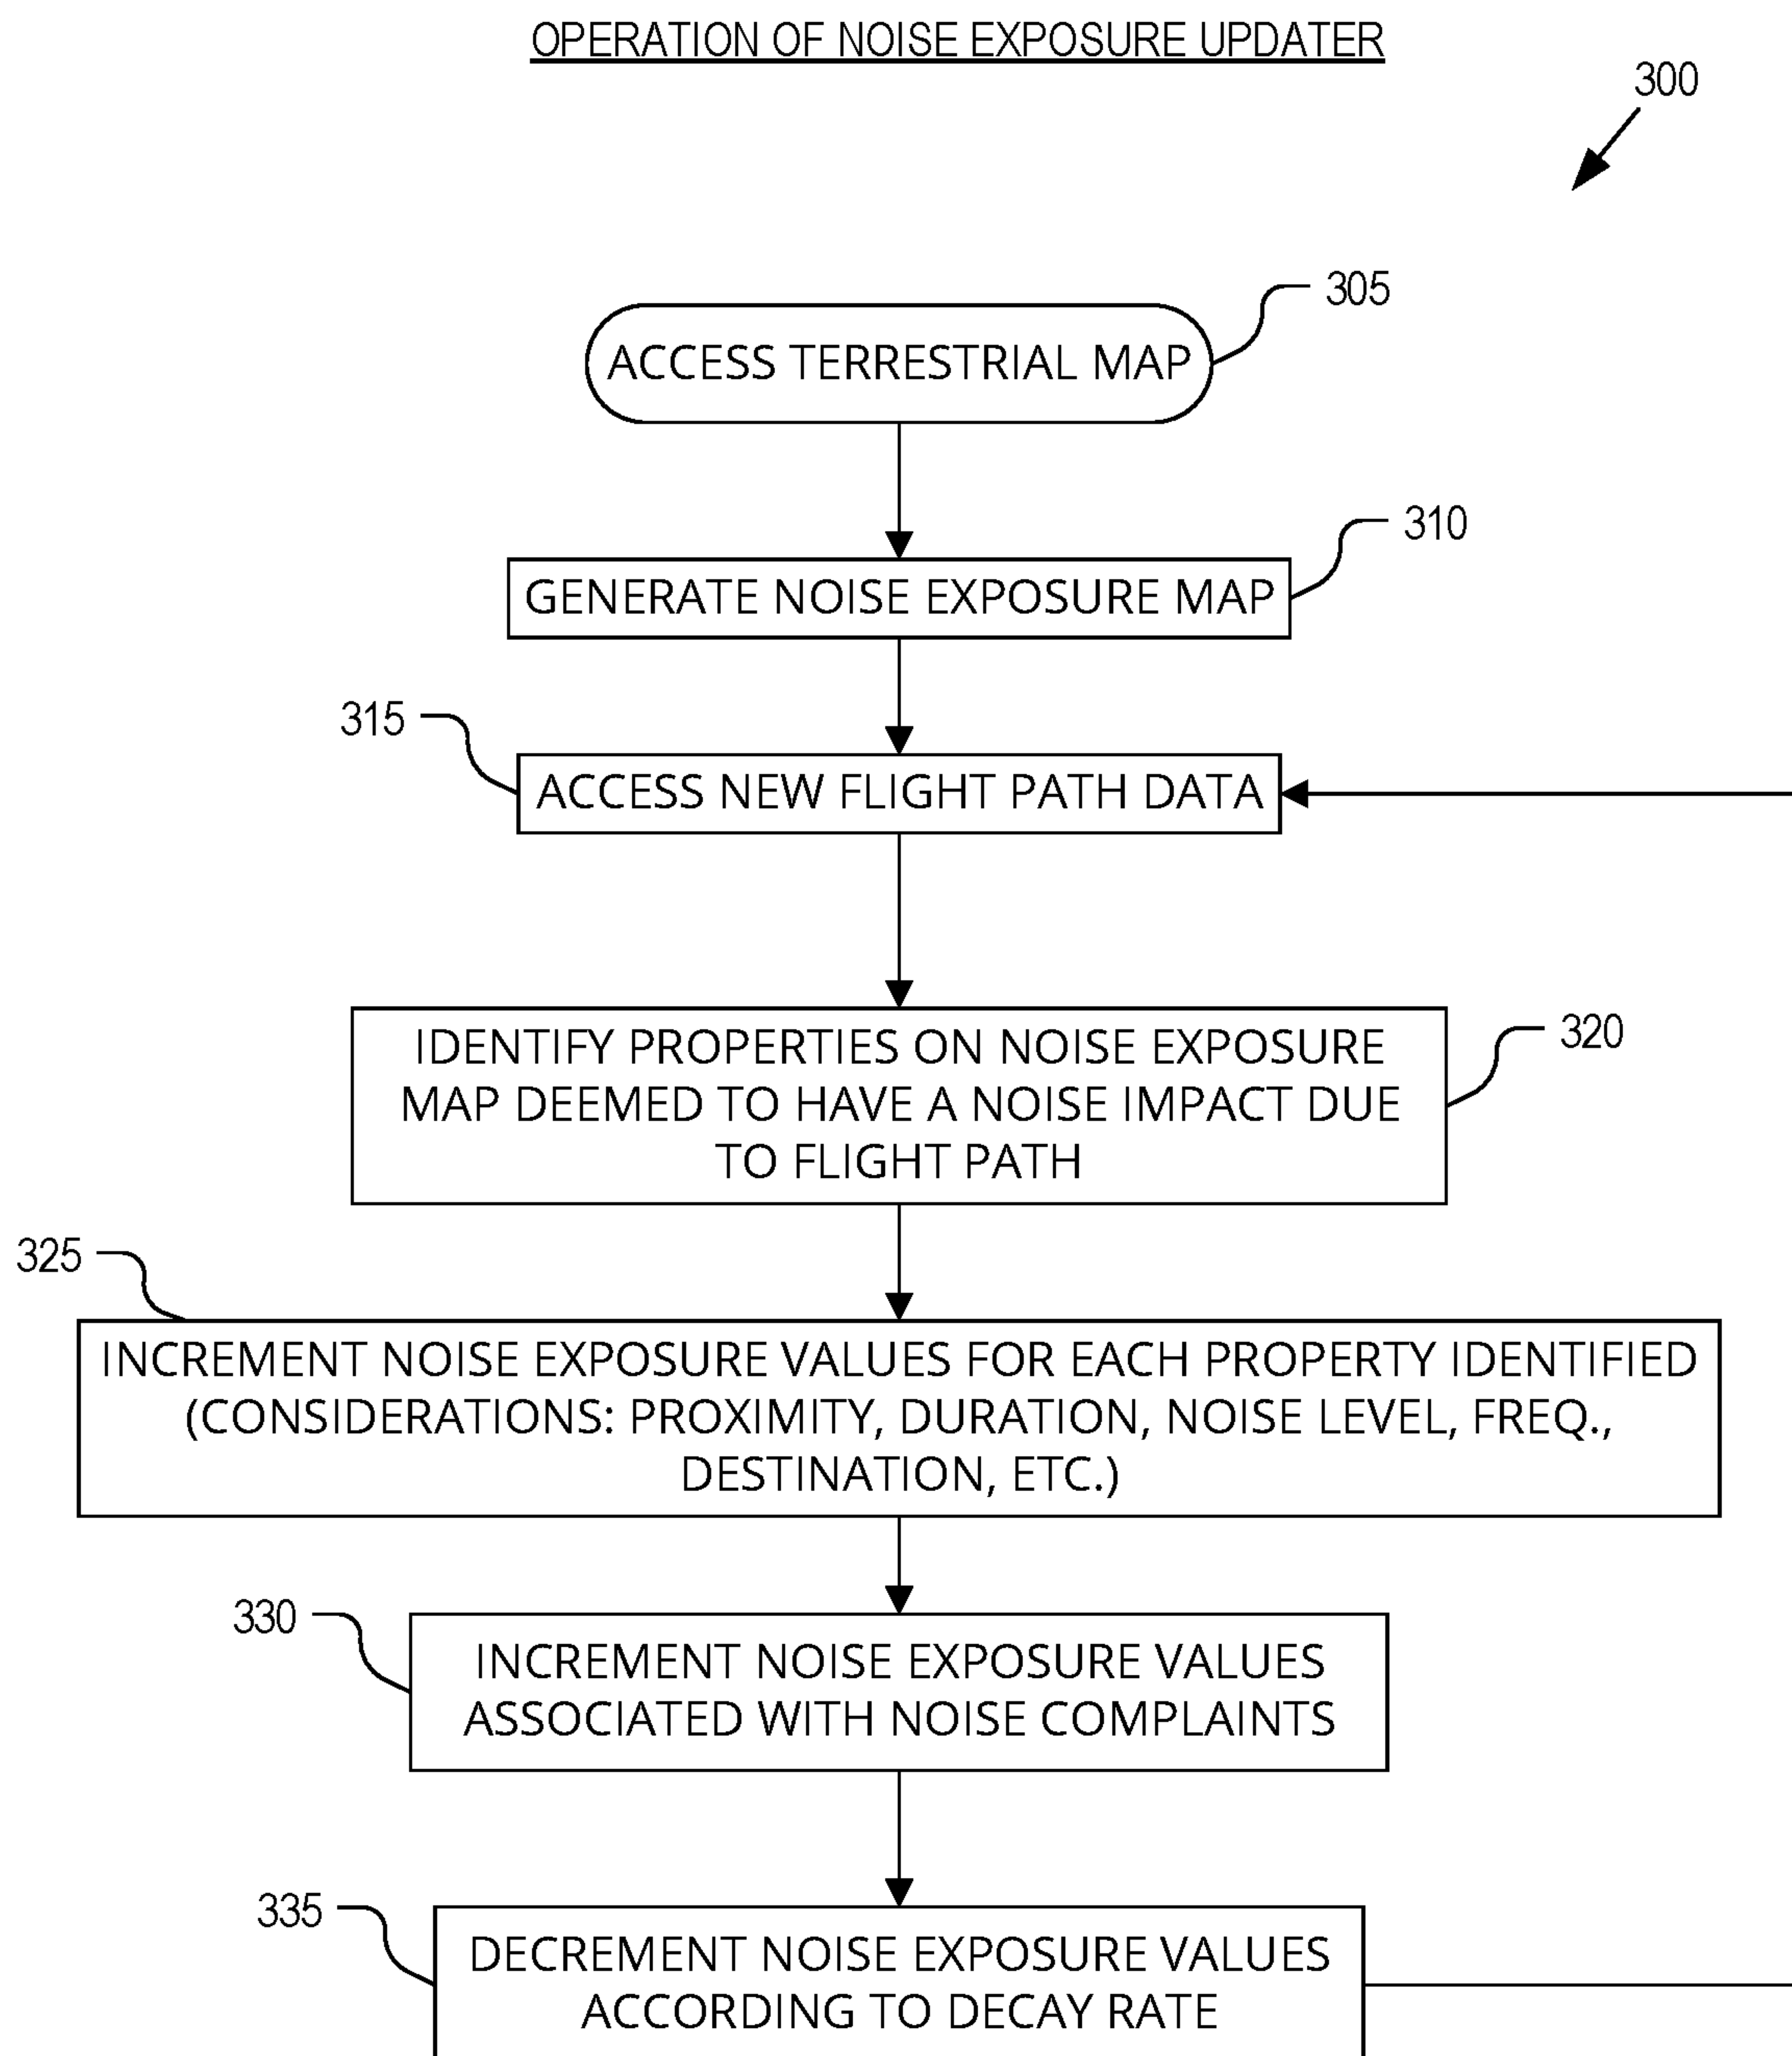 OPERATION OF NOISE EXPOSURE UPDATER
300
305
ACCESS TERRESTRIAL MAP
310
GENERATE NOISE EXPOSURE MAP
315
ACCESS NEW FLIGHT PATH DATA
320
IDENTIFY PROPERTIES ON NOISE EXPOSURE
MAP DEEMED TO HAVE A NOISE IMPACT DUE
TO FLIGHT PATH
325
INCREMENT NOISE EXPOSURE VALUES FOR EACH PROPERTY IDENTIFIED
(CONSIDERATIONS: PROXIMITY, DURATION, NOISE LEVEL, FREQ.,
DESTINATION, ETC.)
330
INCREMENT NOISE EXPOSURE VALUES
ASSOCIATED WITH NOISE COMPLAINTS
335
DECREMENT NOISE EXPOSURE VALUES
ACCORDING TO DECAY RATE